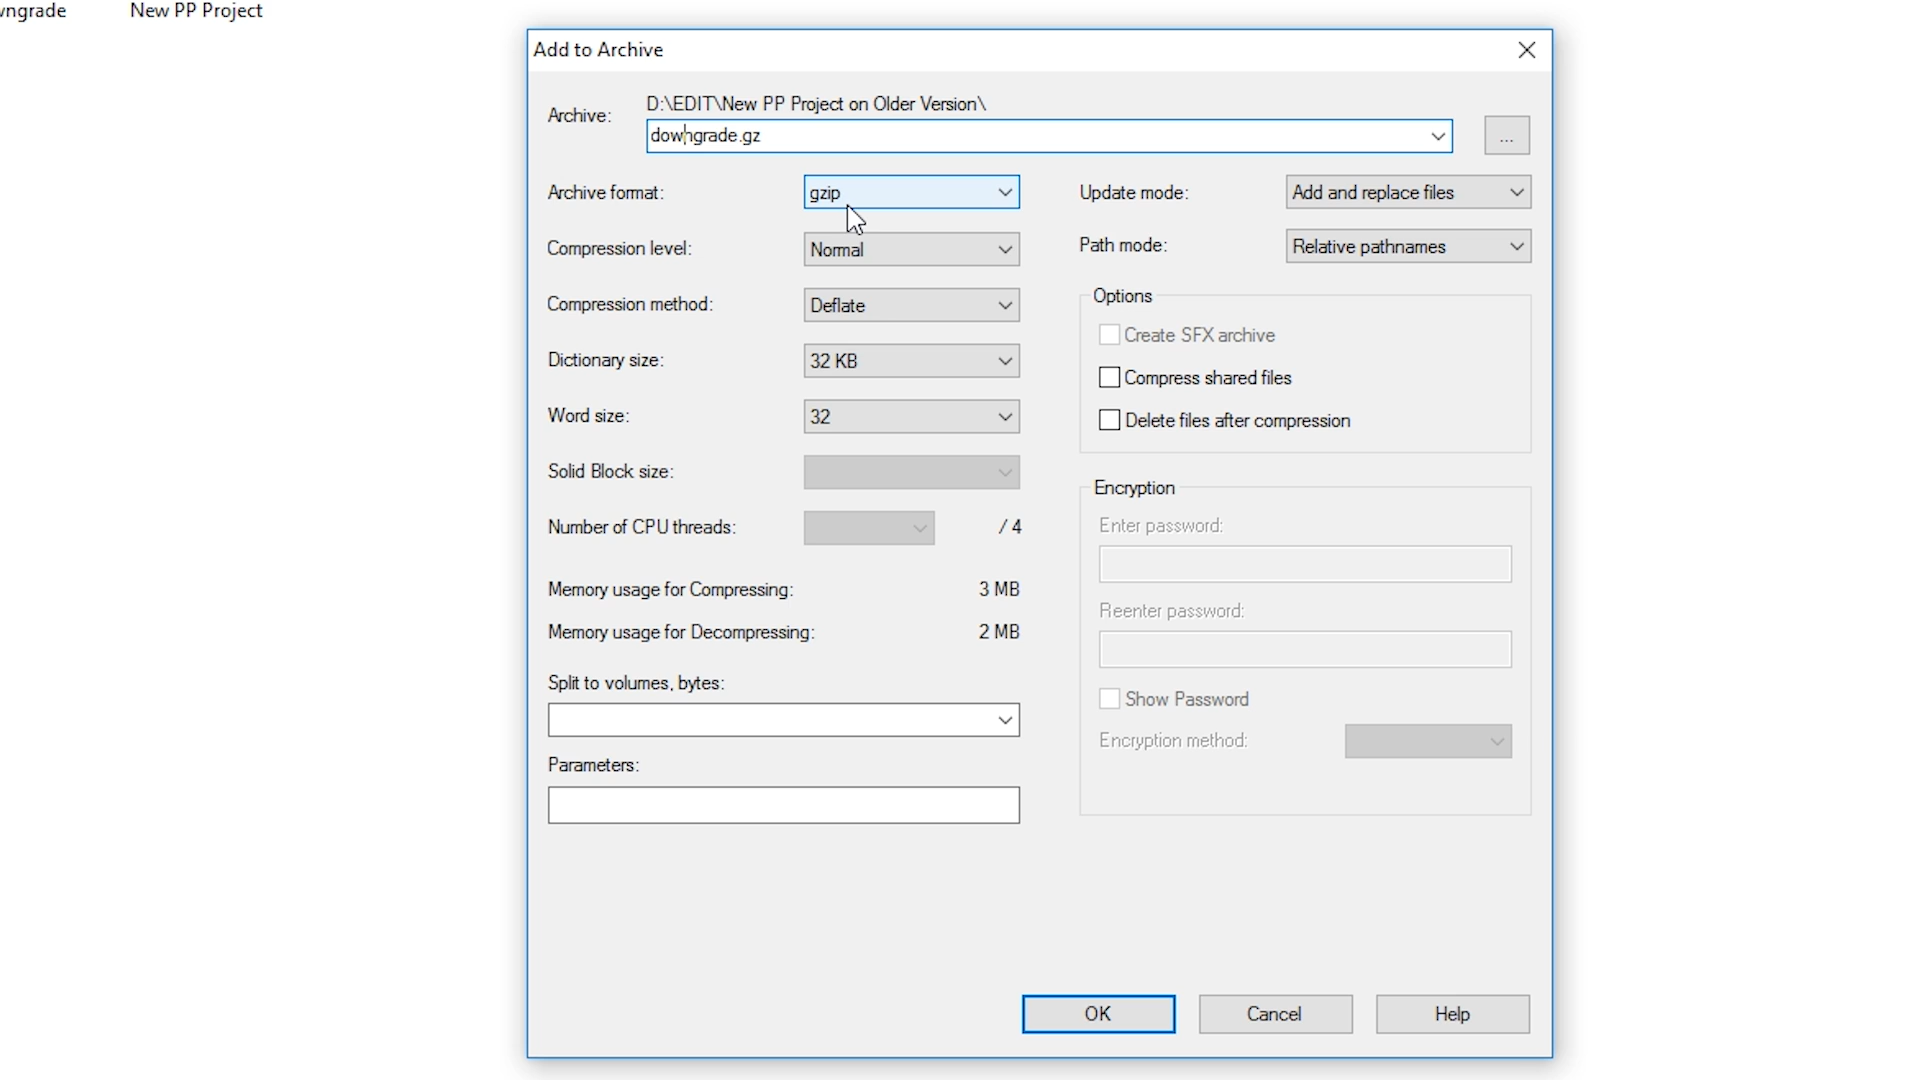 wngrade New PP Project
Add to Archive
Archive:
D:\EDIT\New PP Project on Older Version\
downgrade.gz
...
Archive format: gzip
Update mode: Add and replace files
Compression level: Normal
Path mode: Relative pathnames
Compression method: Deflate
Options
Create SFX archive
Dictionary size: 32 KB
Compress shared files
Word size: 32
Delete files after compression
Solid Block size:
Encryption
Number of CPU threads: / 4
Enter password:
Memory usage for Compressing: 3 MB
Reenter password:
Memory usage for Decompressing: 2 MB
Split to volumes, bytes:
Show Password
Encryption method:
Parameters:
OK Cancel Help